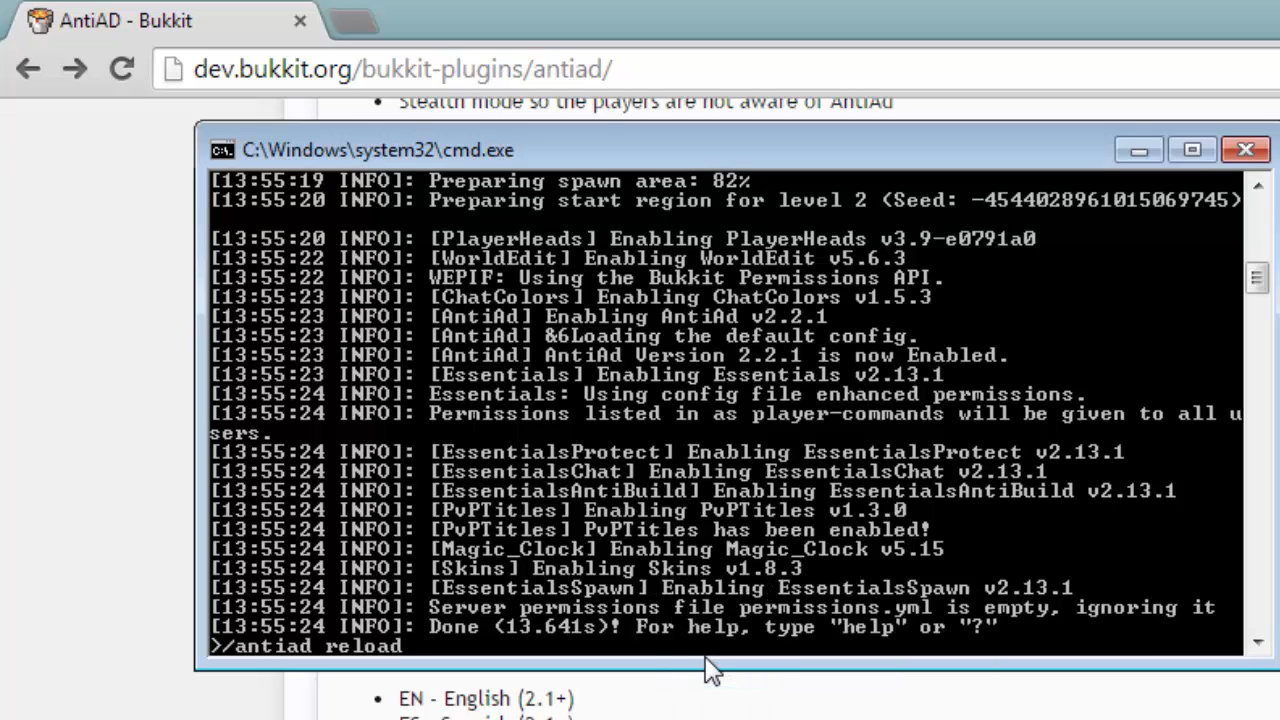 AntiAD - Bukkit
dev.bukkit.org/bukkit-plugins/antiad/
Stealth mode so the players are not aware of AntiAd
C:\Windows\system32\cmd.exe
[13:55:19 INFO]: Preparing spawn area: 82%
[13:55:20 INFO]: Preparing start region for level 2 (Seed: -4544028961015069745)
[13:55:20 INFO]: [PlayerHeads] Enabling PlayerHeads v3.9-e0791a0
[13:55:22 INFO]: [WorldEdit] Enabling WorldEdit v5.6.3
[13:55:22 INFO]: WEPIF: Using the Bukkit Permissions API.
[13:55:23 INFO]: [ChatColors] Enabling ChatColors v1.5.3
[13:55:23 INFO]: [AntiAd] Enabling AntiAd v2.2.1
[13:55:23 INFO]: [AntiAd] &6Loading the default config.
[13:55:23 INFO]: [AntiAd] AntiAd Version 2.2.1 is now Enabled.
[13:55:23 INFO]: [Essentials] Enabling Essentials v2.13.1
[13:55:24 INFO]: Essentials: Using config file enhanced permissions.
[13:55:24 INFO]: Permissions listed in as player-commands will be given to all u
sers.
[13:55:24 INFO]: [EssentialsProtect] Enabling EssentialsProtect v2.13.1
[13:55:24 INFO]: [EssentialsChat] Enabling EssentialsChat v2.13.1
[13:55:24 INFO]: [EssentialsAntiBuild] Enabling EssentialsAntiBuild v2.13.1
[13:55:24 INFO]: [PvPTitles] Enabling PvPTitles v1.3.0
[13:55:24 INFO]: [PvPTitles] PvPTitles has been enabled!
[13:55:24 INFO]: [Magic_Clock] Enabling Magic_Clock v5.15
[13:55:24 INFO]: [Skins] Enabling Skins v1.8.3
[13:55:24 INFO]: [EssentialsSpawn] Enabling EssentialsSpawn v2.13.1
[13:55:24 INFO]: Server permissions file permissions.yml is empty, ignoring it
[13:55:24 INFO]: Done (13.641s)! For help, type "help" or "?"
>/antiad reload
EN - English (2.1+)